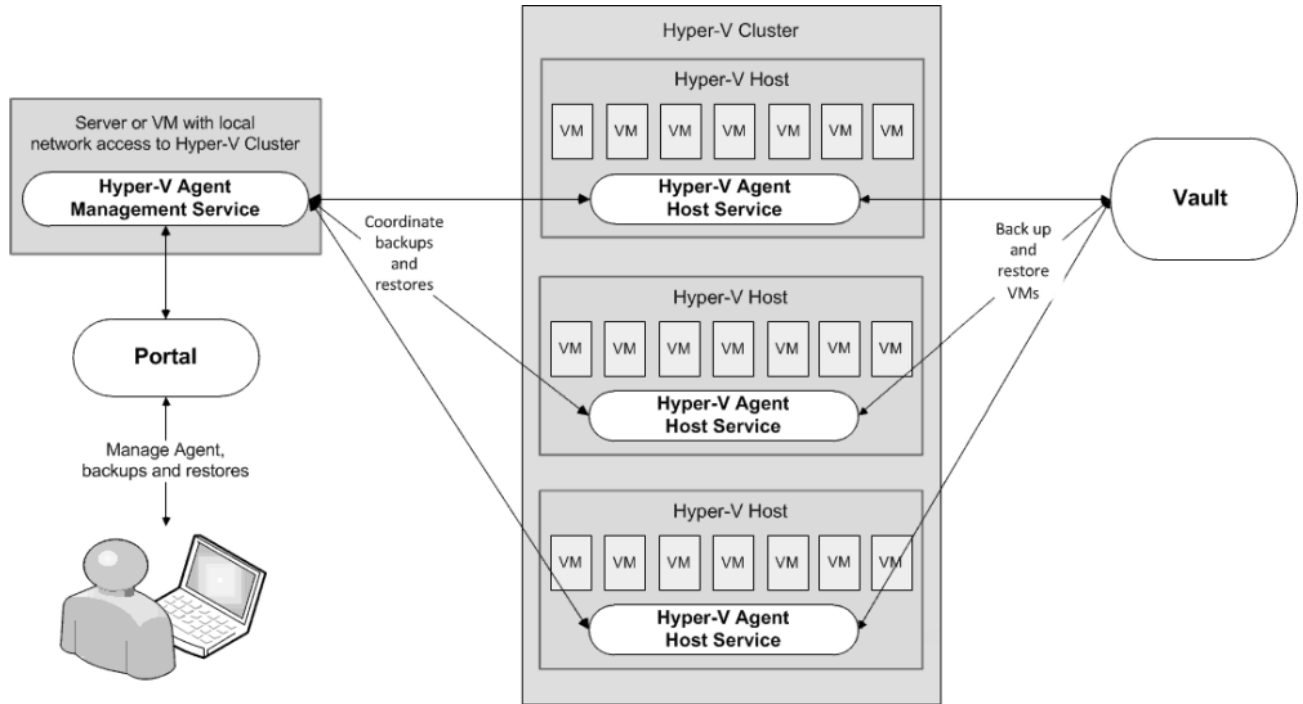 Hyper-V Cluster
Hyper-V Host
VM VM VM VM VM VM VM
Hyper-V Agent
Host Service
Server or VM with local
network access to Hyper-V Cluster
Hyper-V Agent
Management Service
Coordinate
backups
and
restores
Back up
and
restore
VMs
Vault
Hyper-V Host
VM VM VM VM VM VM VM
Hyper-V Agent
Host Service
Portal
Manage Agent,
backups and restores
Hyper-V Host
VM VM VM VM VM VM VM
Hyper-V Agent
Host Service